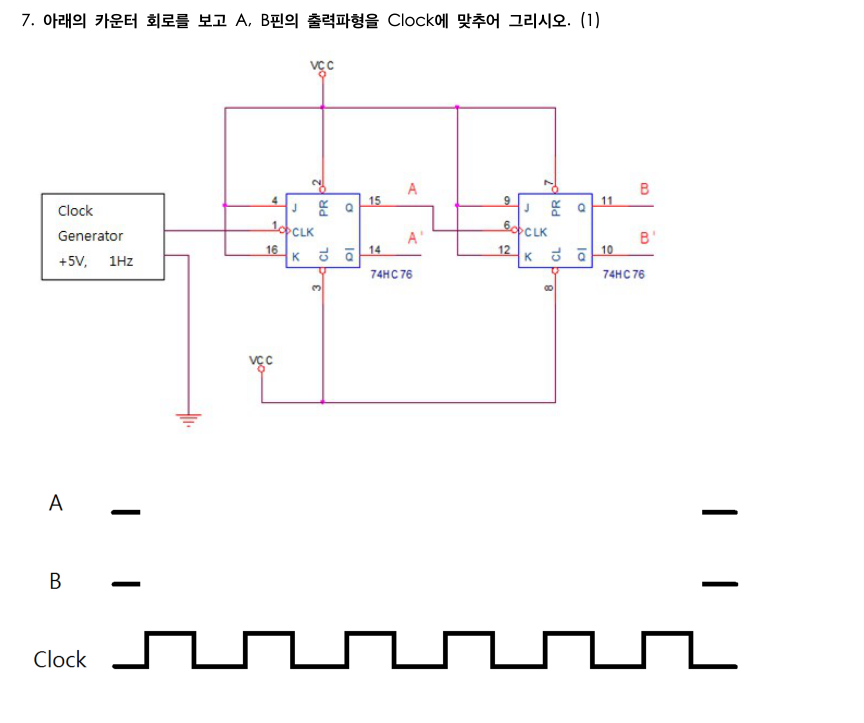 7. 아래의 카운터 회로를 보고 A, B핀의 출력파형을 Clock에 맞추어 그리시오. (1)
VCC
Clock
Generator
+5V, 1Hz
4
J
2
PR
Q
15
A
1
CLK
A'
16
K
CL
Q
14
3
74HC76
9
J
7
PR
Q
11
B
6
CLK
B'
12
K
CL
Q
10
8
74HC76
VCC
A
B
Clock